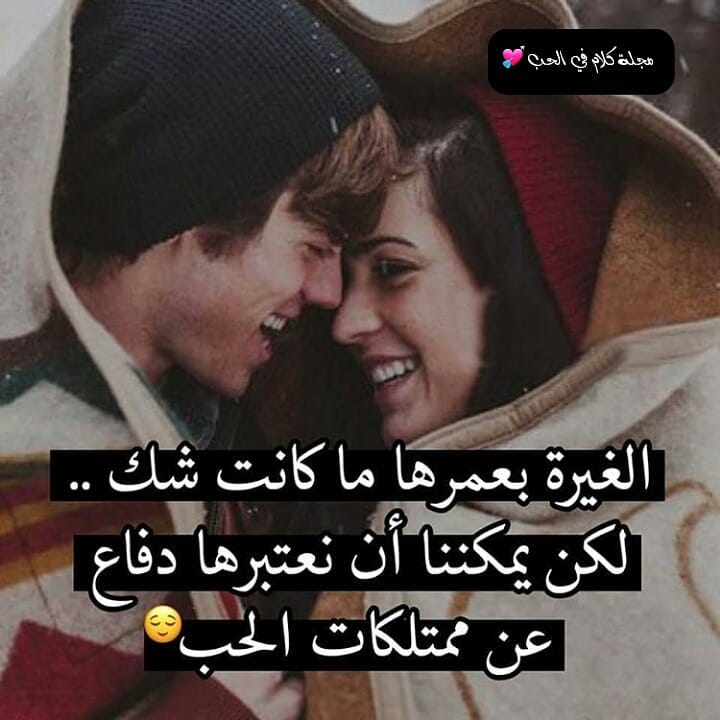 مجلة كلام في الحب 💘
الغيرة بعمرها ما كانت شك ..
لكن يمكننا أن نعتبرها دفاع
عن ممتلكات الحب😌